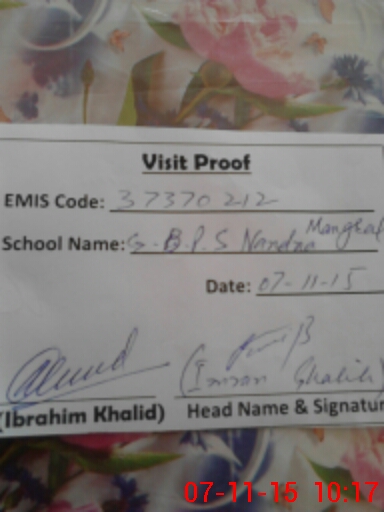 Visit Proof
EMIS Code: 37370212
School Name: G.B.P.S Nandna
Date: 07-11-15
(Imran Khalid)
(Ibrahim Khalid) Head Name & Signatur
07-11-15 10:17